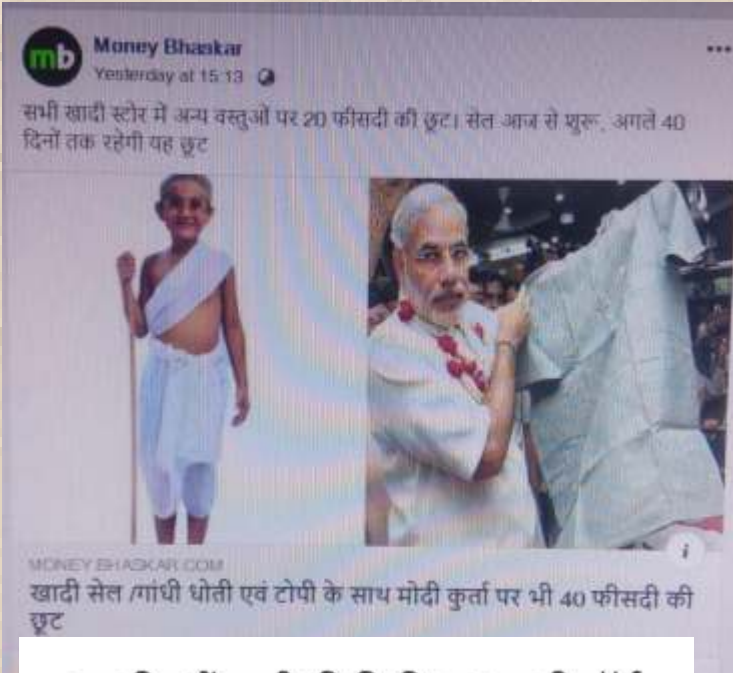 mb
Money Bhaskar
Yesterday at 15:13
सभी खादी स्टोर में अन्य वस्तुओं पर 20 फीसदी की छूट। सेल आज से शुरू, अगले 40
दिनों तक रहेगी यह छूट
i
MONEY.BHASKAR.COM
खादी सेल /गांधी धोती एवं टोपी के साथ मोदी कुर्ता पर भी 40 फीसदी की
छूट